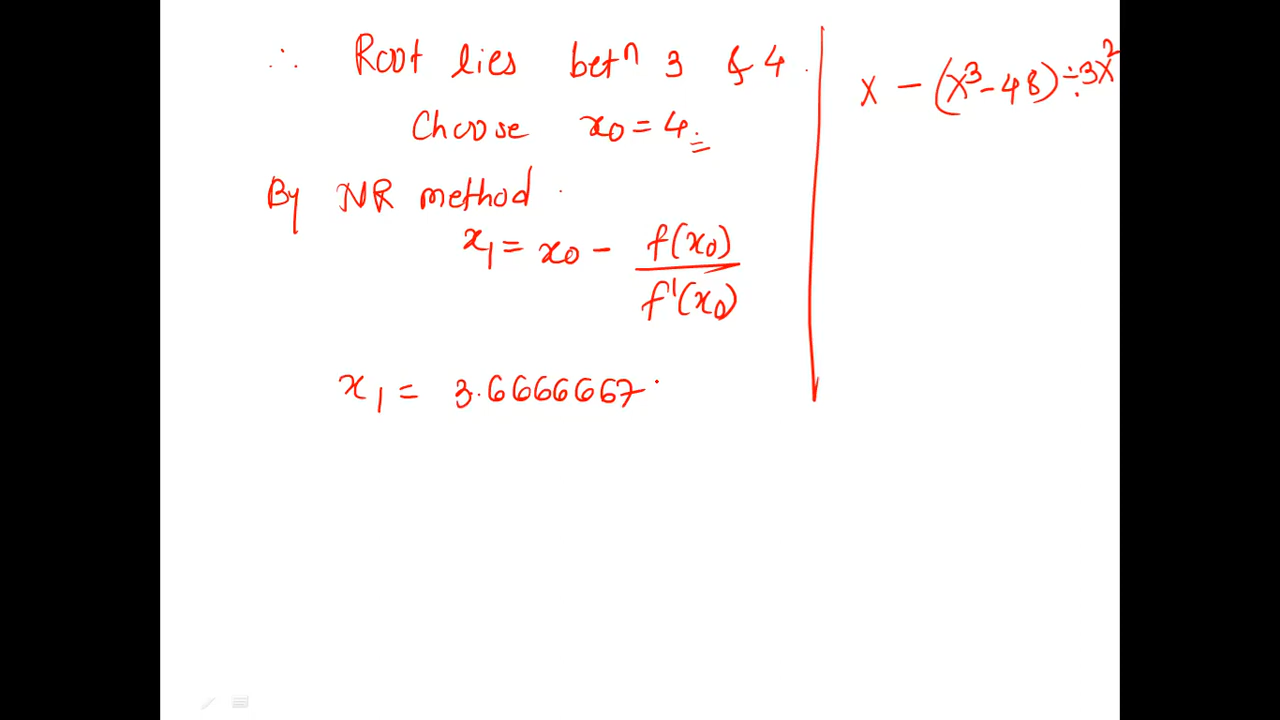 ∴ Root lies betⁿ 3 & 4.
Choose x₀ = 4
By NR method
x₁ = x₀ - f(x₀) / f'(x₀)
x₁ = 3.6666667
X - (X³ - 48) ÷ 3X²